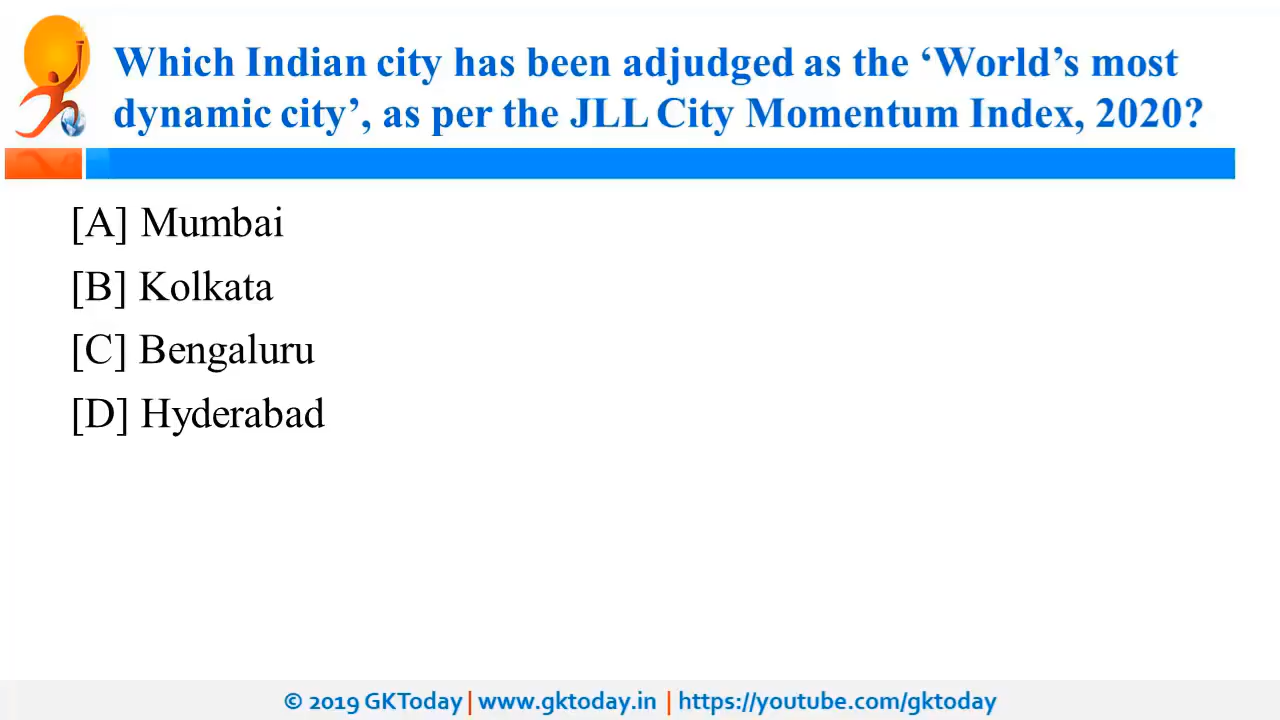 Which Indian city has been adjudged as the ‘World’s most
dynamic city’, as per the JLL City Momentum Index, 2020?
[A] Mumbai
[B] Kolkata
[C] Bengaluru
[D] Hyderabad
© 2019 GKToday | www.gktoday.in | https://youtube.com/gktoday